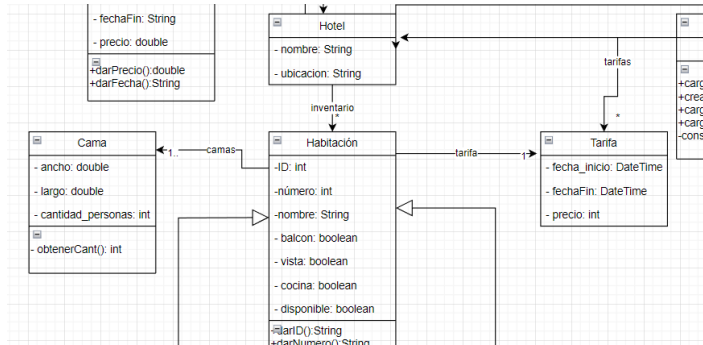 - fechaFin: String
- precio: double
+darPrecio():double
+darFecha():String
Hotel
- nombre: String
- ubicacion: String
tarifas
*
inventario
*
Cama
- ancho: double
- largo: double
- cantidad_personas: int
- obtenerCant(): int
1..
camas
Habitación
-ID: int
-número: int
-nombre: String
- balcon: boolean
- vista: boolean
- cocina: boolean
- disponible: boolean
+darID():String
+darNumero():String
tarifa
1
Tarifa
- fecha_inicio: DateTime
- fechaFin: DateTime
- precio: int
+carg
+crea
+carg
+carg
-cons